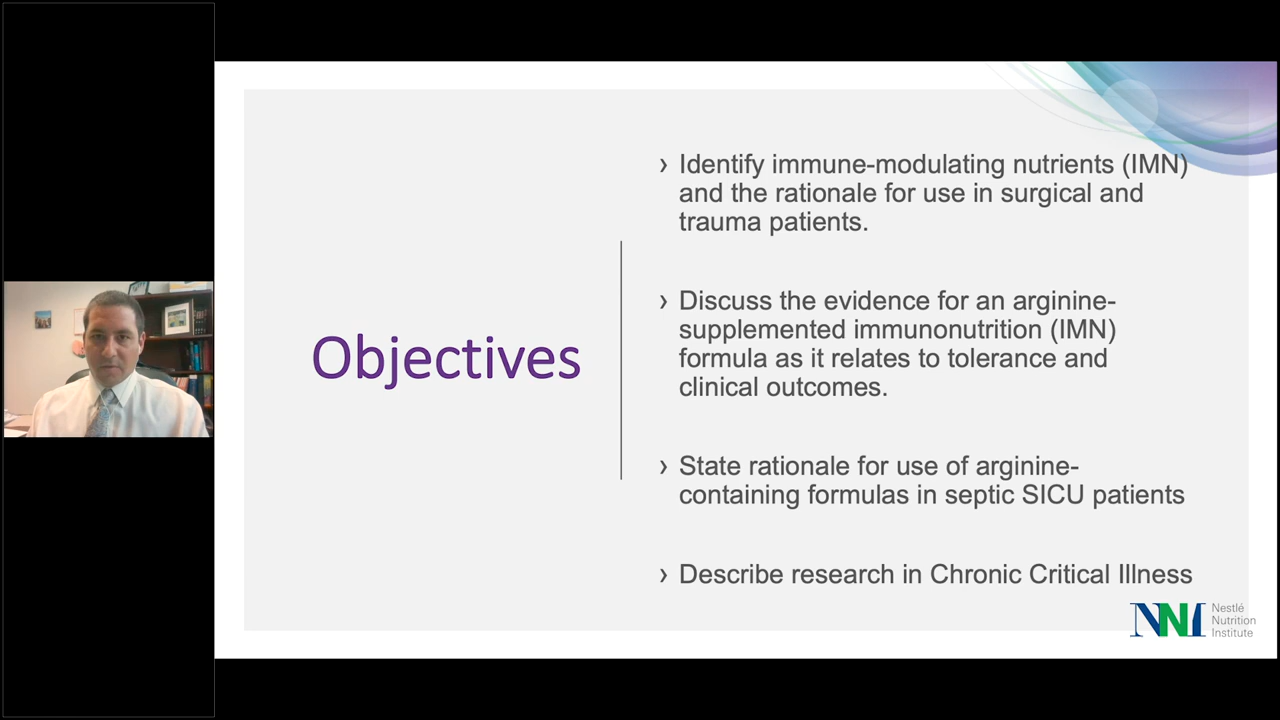 Objectives
› Identify immune-modulating nutrients (IMN)
and the rationale for use in surgical and
trauma patients.
› Discuss the evidence for an arginine-
supplemented immunonutrition (IMN)
formula as it relates to tolerance and
clinical outcomes.
› State rationale for use of arginine-
containing formulas in septic SICU patients
› Describe research in Chronic Critical Illness
NNI
Nestlé
Nutrition
Institute